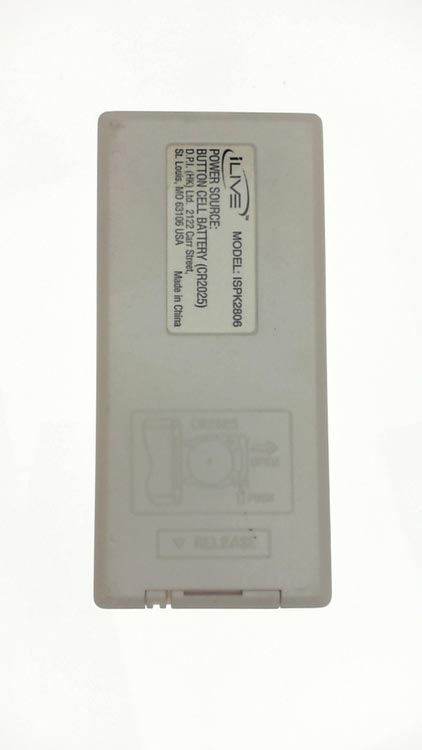 iLIVE™
MODEL: ISPK2806
POWER SOURCE:
BUTTON CELL BATTERY (CR2025)
D.P.I. (HK) Ltd. 2122 Carr Street,
St. Louis, MO 63106 USA Made in China
CR2025
OPEN
PUSH
RELEASE